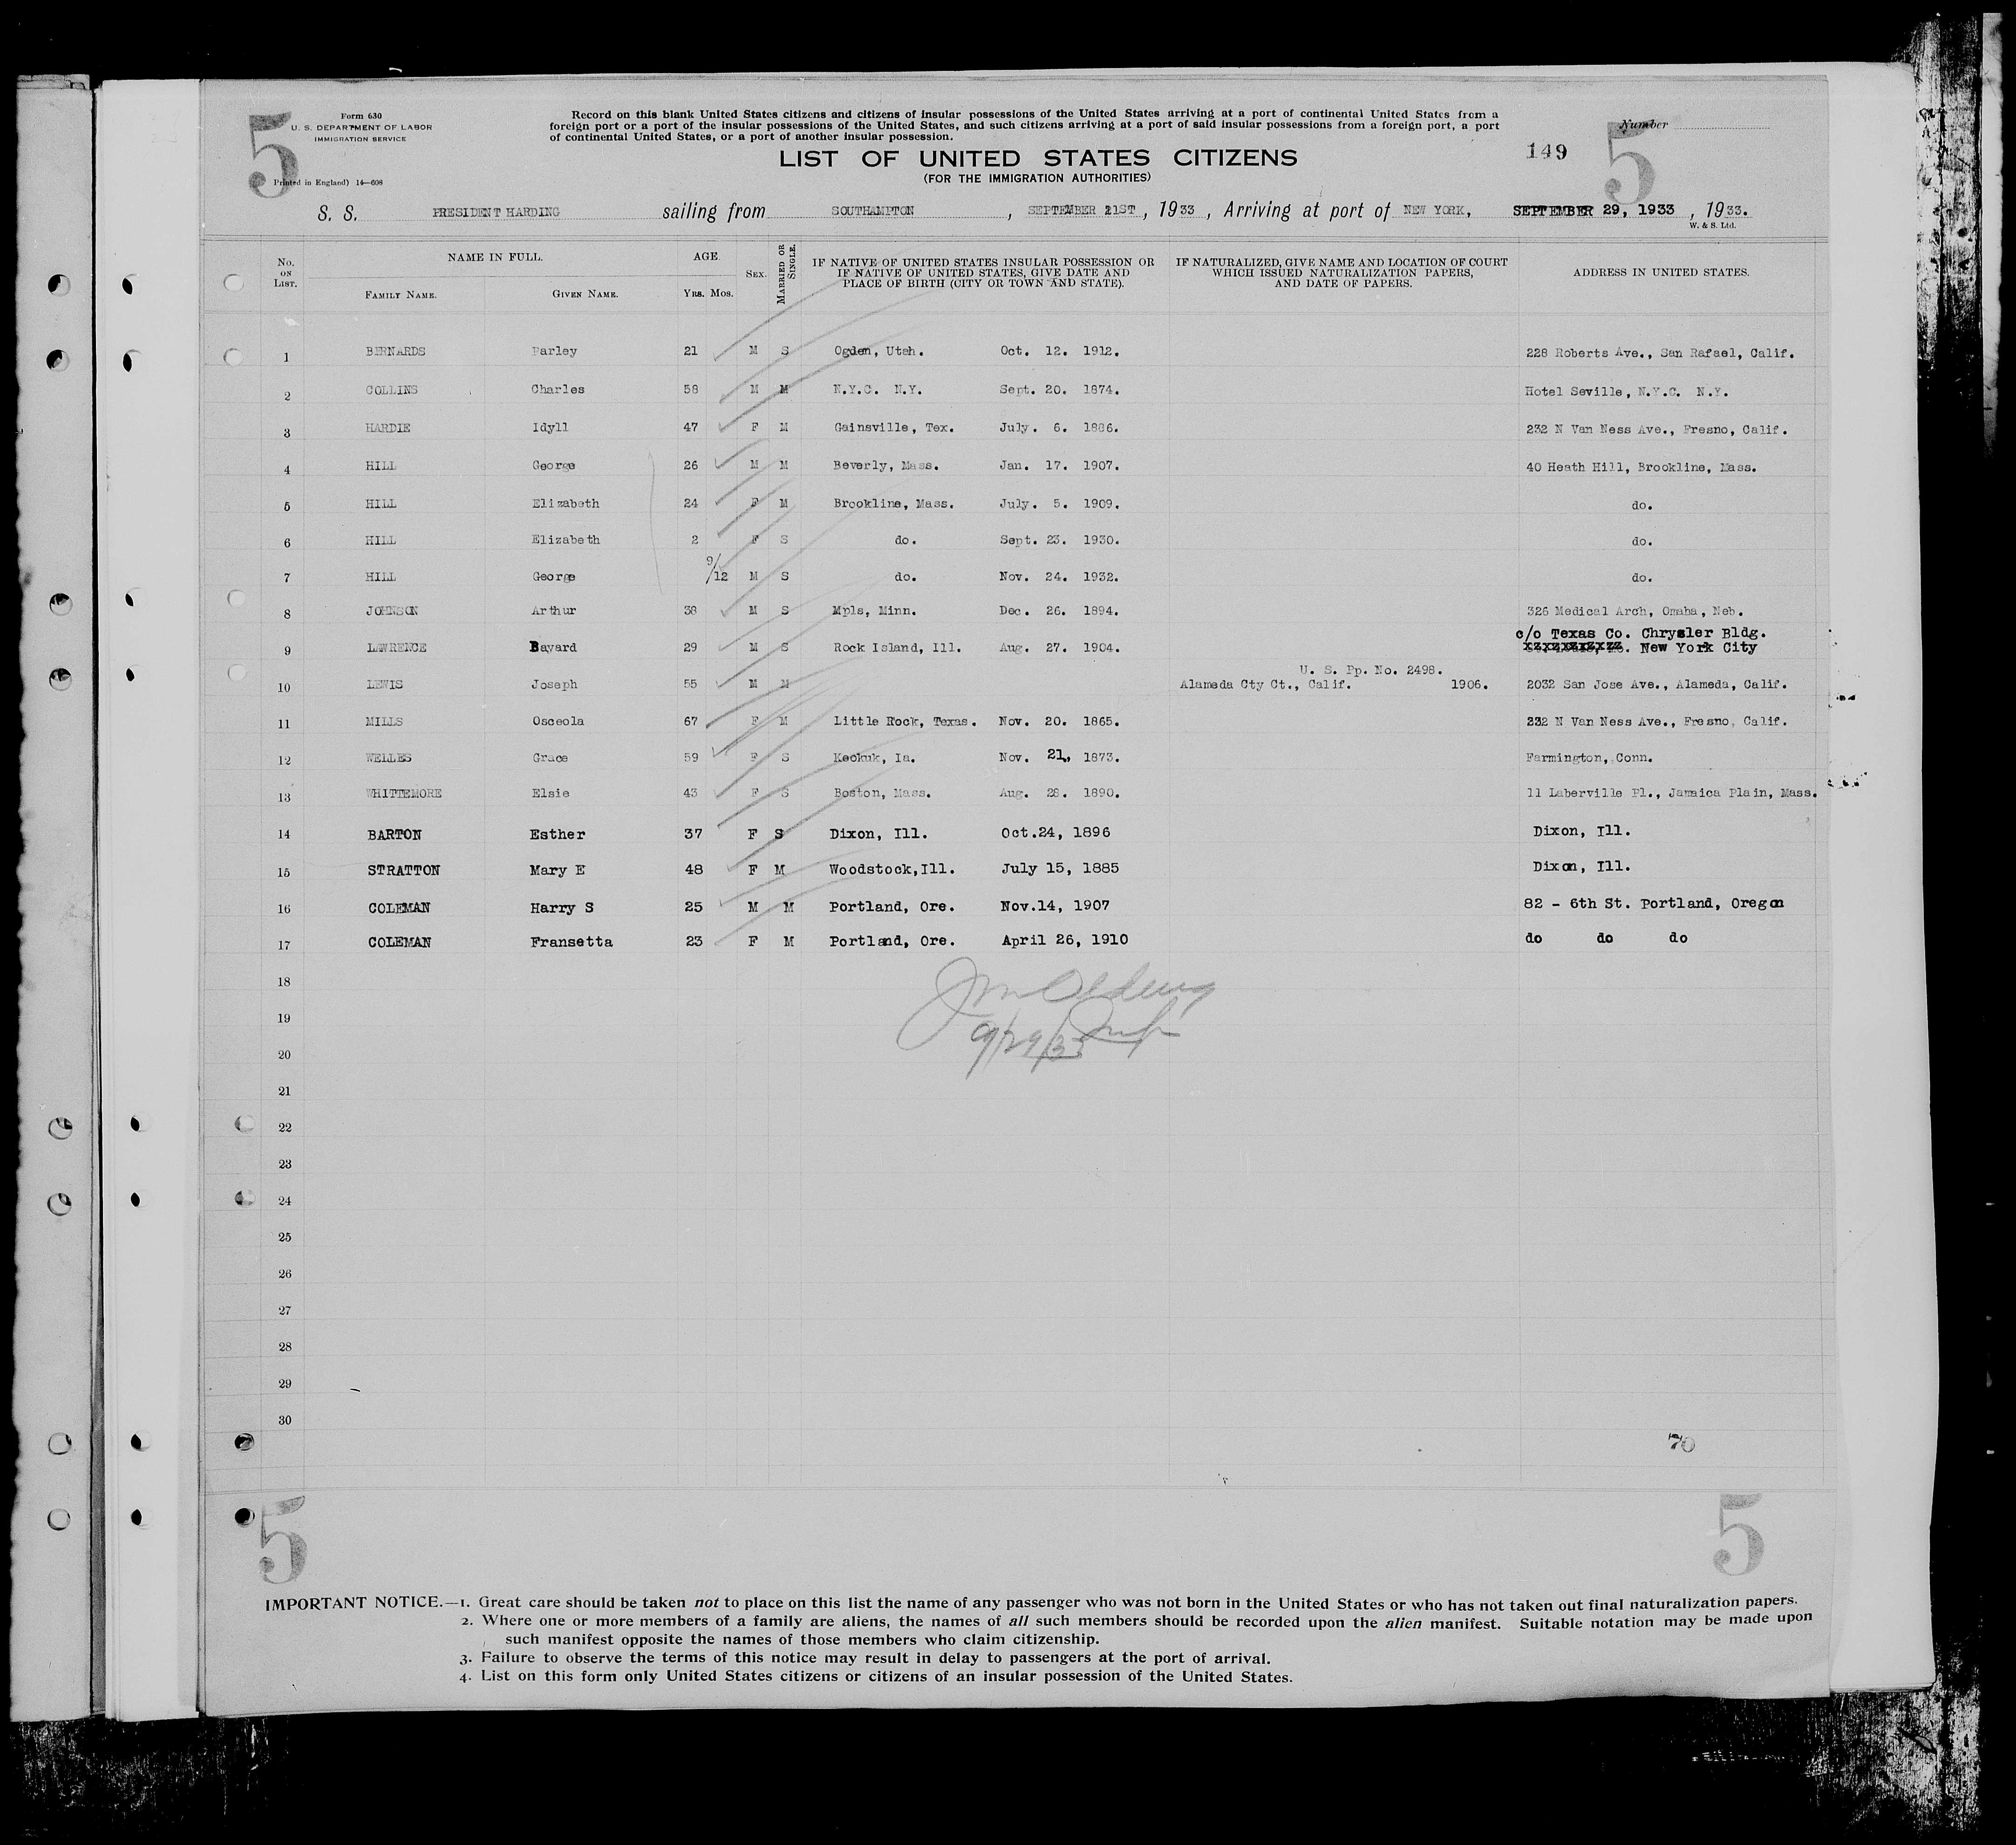 5
Form 630
U. S. DEPARTMENT OF LABOR
IMMIGRATION SERVICE
Printed in England) 14—608
Record on this blank United States citizens and citizens of insular possessions of the United States arriving at a port of continental United States from a
foreign port or a port of the insular possessions of the United States, and such citizens arriving at a port of said insular possessions from a foreign port, a port
of continental United States, or a port of another insular possession.
LIST OF UNITED STATES CITIZENS
(FOR THE IMMIGRATION AUTHORITIES)
Number
149
5
S. S. PRESIDENT HARDING sailing from SOUTHAMPTON, SEPTEMBER 21ST, 1933, Arriving at port of NEW YORK, SEPTEMBER 29, 1933, 1933.
W. & S. Ltd.
No. ON LIST. NAME IN FULL. FAMILY NAME. GIVEN NAME. AGE. YRS. MOS. SEX. MARRIED OR SINGLE. IF NATIVE OF UNITED STATES INSULAR POSSESSION OR IF NATIVE OF UNITED STATES, GIVE DATE AND PLACE OF BIRTH (CITY OR TOWN AND STATE). IF NATURALIZED, GIVE NAME AND LOCATION OF COURT WHICH ISSUED NATURALIZATION PAPERS, AND DATE OF PAPERS. ADDRESS IN UNITED STATES.
1 BERNARDS Farley 21 M S Ogden, Utah. Oct. 12. 1912. 228 Roberts Ave., San Rafael, Calif.
2 COLLINS Charles 58 M M N.Y.C. N.Y. Sept. 20. 1874. Hotel Seville, N.Y.C. N.Y.
3 HARDIE Idyll 47 F M Gainsville, Tex. July. 6. 1886. 232 N Van Ness Ave., Fresno, Calif.
4 HILL George 26 M M Beverly, Mass. Jan. 17. 1907. 40 Heath Hill, Brookline, Mass.
5 HILL Elizabeth 24 F M Brookline, Mass. July. 5. 1909. do.
6 HILL Elizabeth 2 F S do. Sept. 23. 1930. do.
7 HILL George 9/12 M S do. Nov. 24. 1932. do.
8 JOHNSON Arthur 38 M S Mpls, Minn. Dec. 26. 1894. 326 Medical Arch, Omaha, Neb.
c/o Texas Co. Chrysler Bldg.
9 LAWRENCE Bayard 29 M S Rock Island, Ill. Aug. 27. 1904. New York City
U. S. Pp. No. 2498.
10 LEWIS Joseph 55 M M Alameda Cty Ct., Calif. 1906. 2032 San Jose Ave., Alameda, Calif.
11 MILLS Osceola 67 F M Little Rock, Texas. Nov. 20. 1865. 232 N Van Ness Ave., Fresno, Calif.
12 WELLES Grace 59 F S Keokuk, Ia. Nov. 21, 1873. Farmington, Conn.
13 WHITTEMORE Elsie 43 F S Boston, Mass. Aug. 28. 1890. 11 Laberville Pl., Jamaica Plain, Mass.
14 BARTON Esther 37 F S Dixon, Ill. Oct.24, 1896 Dixon, Ill.
15 STRATTON Mary E 48 F M Woodstock,Ill. July 15, 1885 Dixon, Ill.
16 COLEMAN Harry S 25 M M Portland, Ore. Nov.14, 1907 82 - 6th St. Portland, Oregon
17 COLEMAN Fransetta 23 F M Portland, Ore. April 26, 1910 do do do
18
19
9/29/33
20
21
22
23
24
25
26
27
28
29
30
70
5
5
IMPORTANT NOTICE.—1. Great care should be taken not to place on this list the name of any passenger who was not born in the United States or who has not taken out final naturalization papers.
2. Where one or more members of a family are aliens, the names of all such members should be recorded upon the alien manifest. Suitable notation may be made upon
such manifest opposite the names of those members who claim citizenship.
3. Failure to observe the terms of this notice may result in delay to passengers at the port of arrival.
4. List on this form only United States citizens or citizens of an insular possession of the United States.